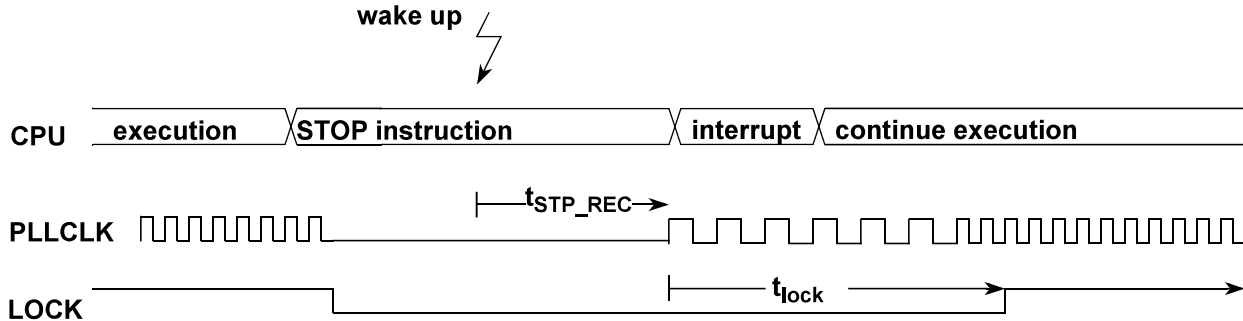 wake up
CPU execution STOP instruction interrupt continue execution
tSTP_REC
PLLCLK
tlock
LOCK